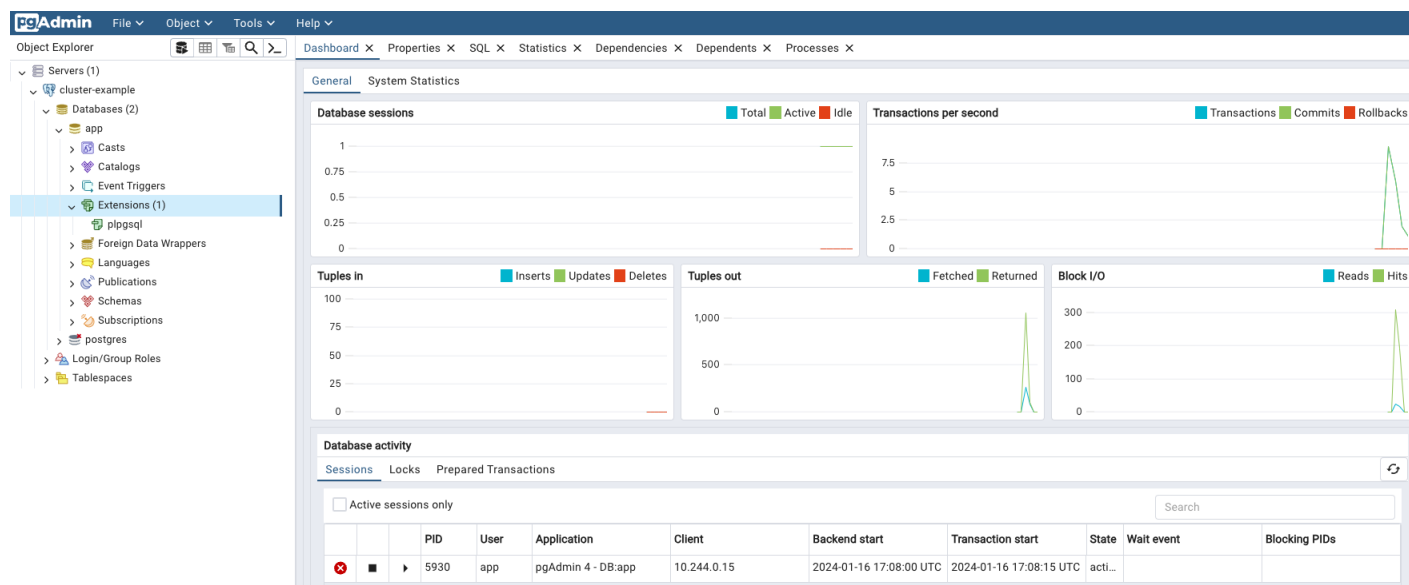 pgAdmin File Object Tools Help
Object Explorer
Dashboard Properties SQL Statistics Dependencies Dependents Processes
Servers (1)
cluster-example
Databases (2)
app
Casts
Catalogs
Event Triggers
Extensions (1)
plpgsql
Foreign Data Wrappers
Languages
Publications
Schemas
Subscriptions
postgres
Login/Group Roles
Tablespaces
General System Statistics
Database sessions Total Active Idle
1
0.75
0.5
0.25
0
Transactions per second Transactions Commits Rollbacks
7.5
5
2.5
0
Tuples in Inserts Updates Deletes
100
75
50
25
0
Tuples out Fetched Returned
1,000
500
0
Block I/O Reads Hits
300
200
100
0
Database activity
Sessions Locks Prepared Transactions
Active sessions only Search
PID User Application Client Backend start Transaction start State Wait event Blocking PIDs
5930 app pgAdmin 4 - DB:app 10.244.0.15 2024-01-16 17:08:00 UTC 2024-01-16 17:08:15 UTC acti...